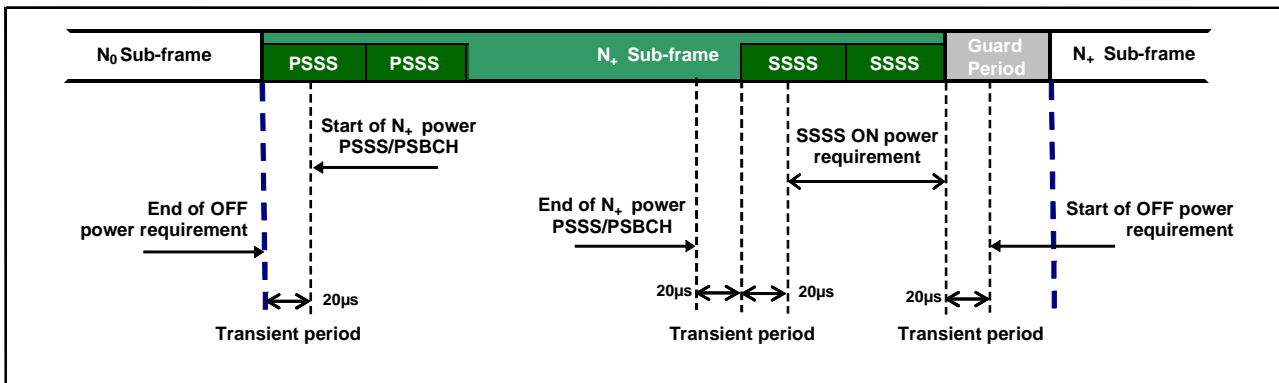 N₀ Sub-frame
PSSS
PSSS
N₊ Sub-frame
SSSS
SSSS
Guard
Period
N₊ Sub-frame
Start of N₊ power
PSSS/PSBCH
SSSS ON power
requirement
End of OFF
power requirement
End of N₊ power
PSSS/PSBCH
Start of OFF power
requirement
20µs
20µs
20µs
20µs
Transient period
Transient period
Transient period